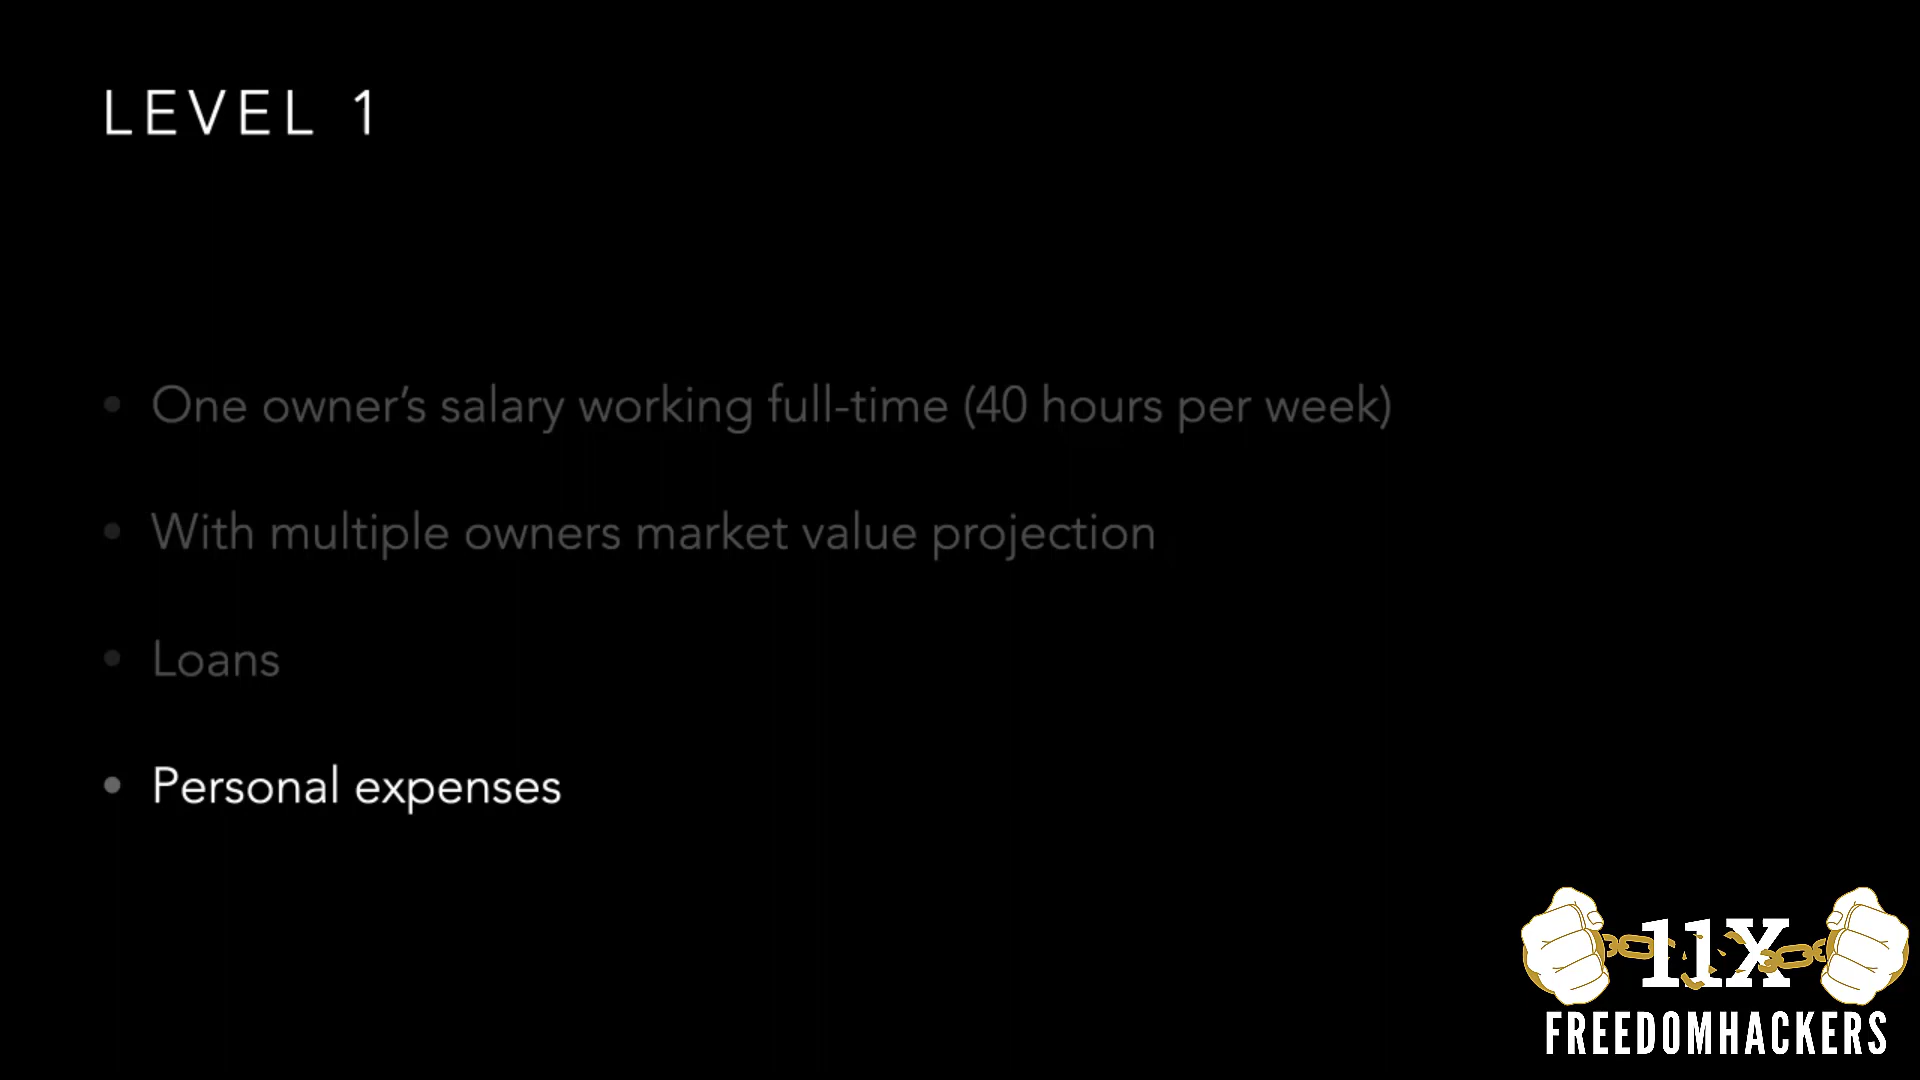 LEVEL 1
• One owner’s salary working full-time (40 hours per week)
• With multiple owners market value projection
• Loans
• Personal expenses
11X
FREEDOMHACKERS